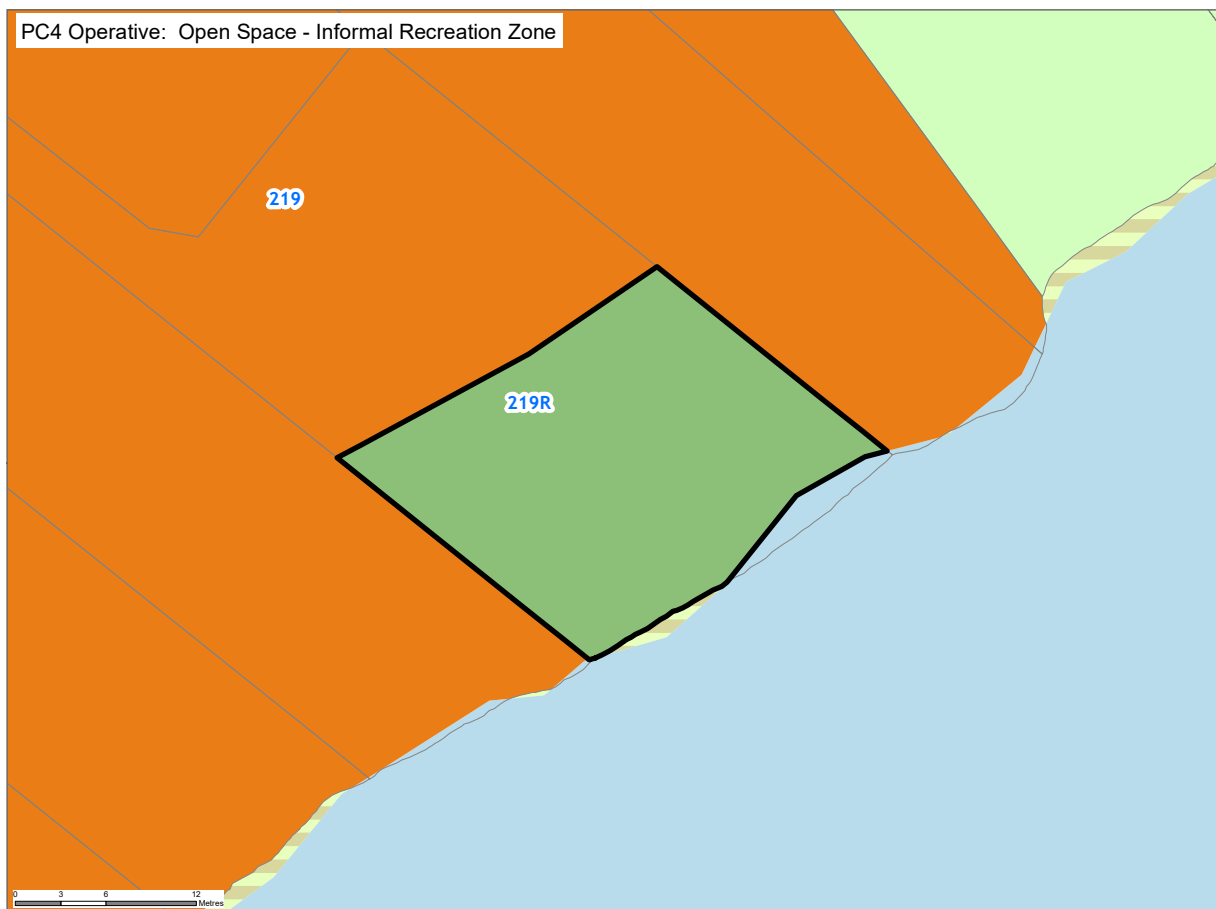 PC4 Operative:  Open Space - Informal Recreation Zone
219
219R
0 3 6 12
Metres